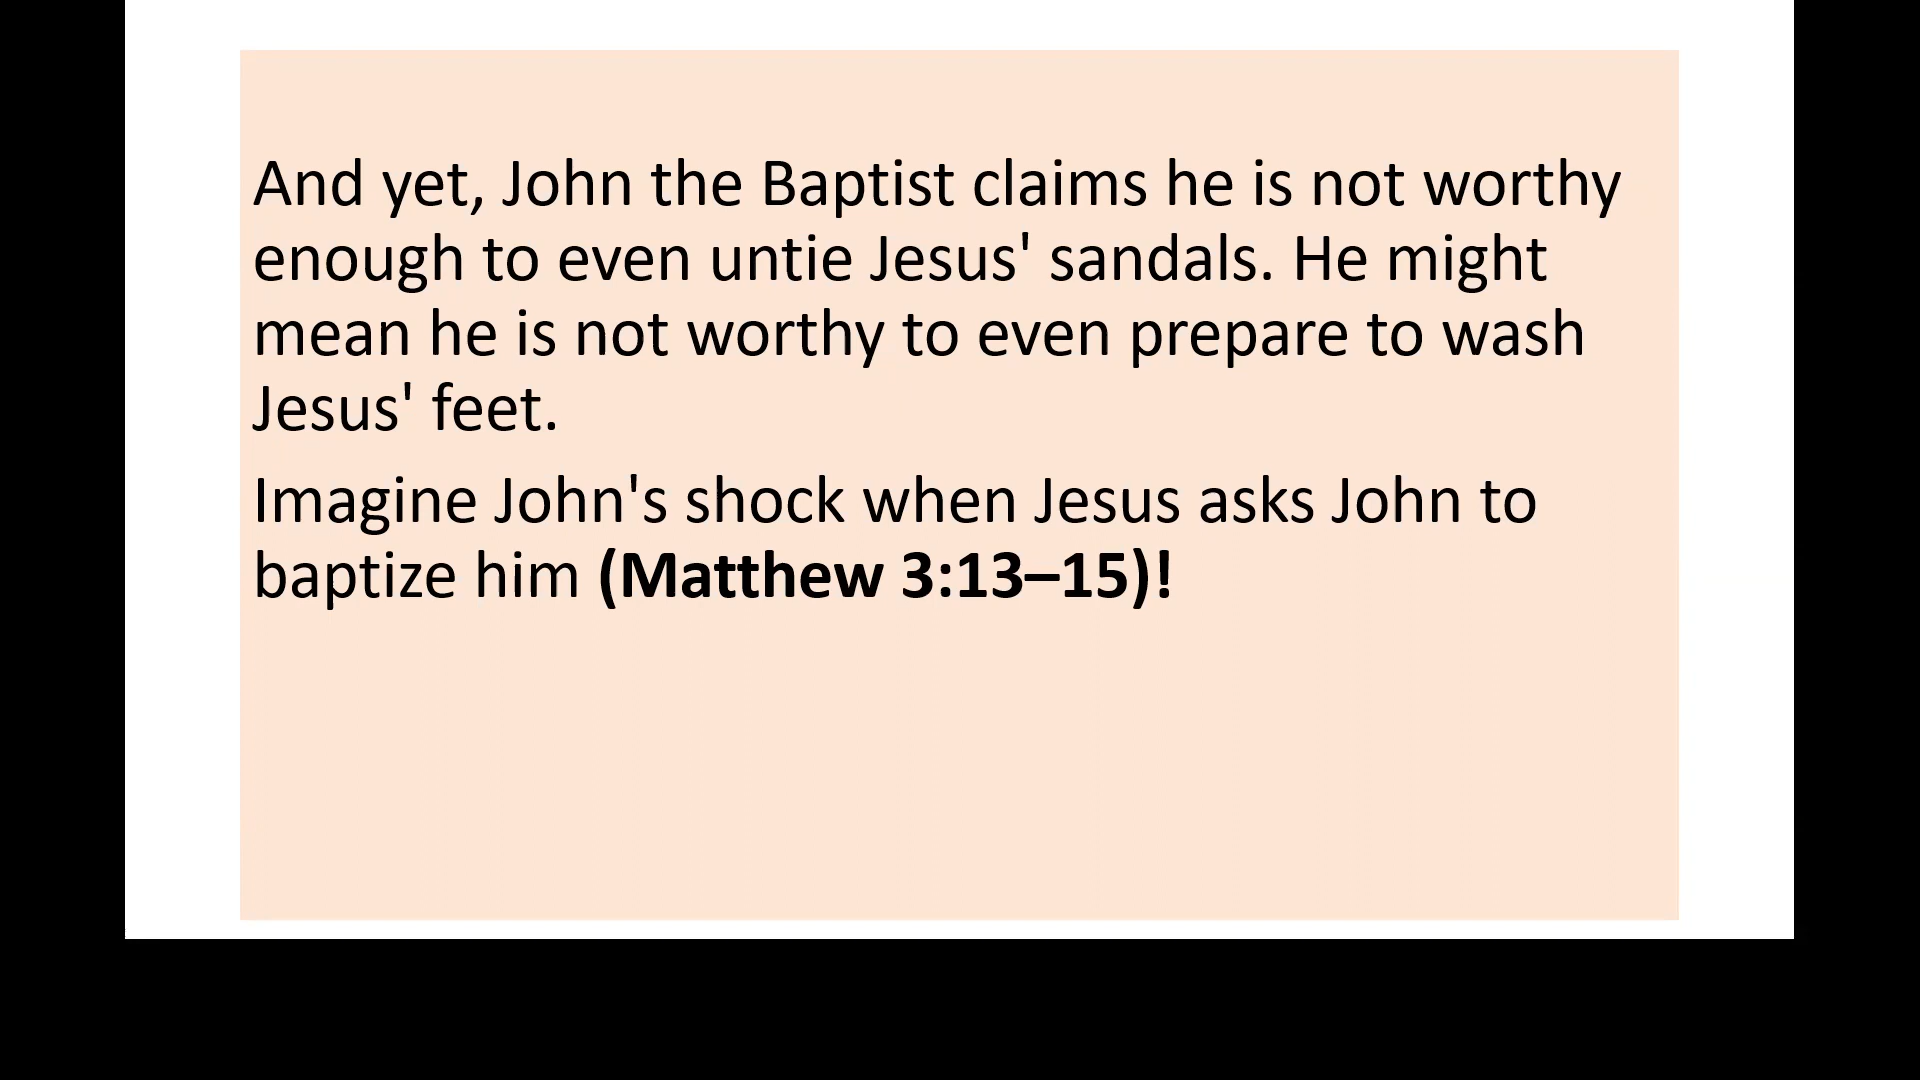 And yet, John the Baptist claims he is not worthy
enough to even untie Jesus' sandals. He might
mean he is not worthy to even prepare to wash
Jesus' feet.
Imagine John's shock when Jesus asks John to
baptize him (Matthew 3:13–15)!